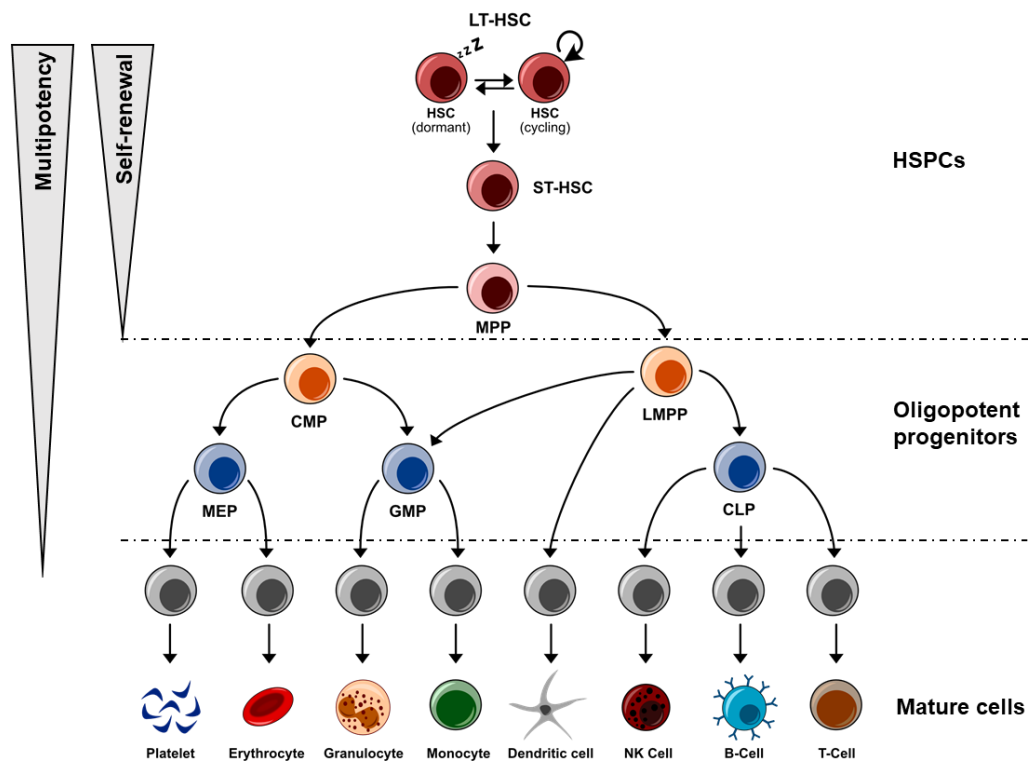 LT-HSC
zzz
Multipotency
Self-renewal
HSC
(dormant)
HSC
(cycling)
HSPCs
ST-HSC
MPP
CMP
LMPP
Oligopotent
progenitors
MEP
GMP
CLP
Mature cells
Platelet
Erythrocyte
Granulocyte
Monocyte
Dendritic cell
NK Cell
B-Cell
T-Cell